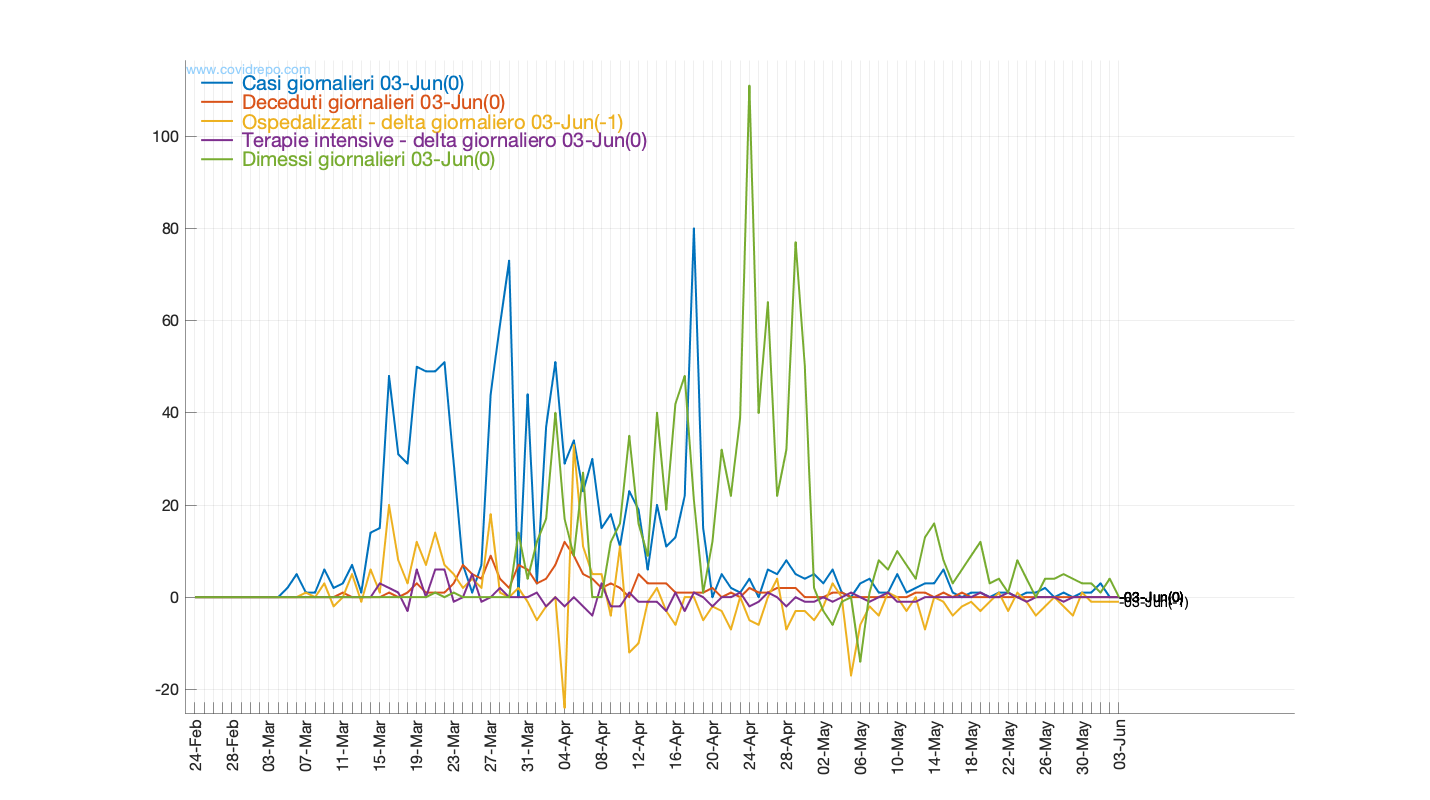 www.covidrepo.com
Casi giornalieri 03-Jun(0)
Deceduti giornalieri 03-Jun(0)
Ospedalizzati - delta giornaliero 03-Jun(-1)
Terapie intensive - delta giornaliero 03-Jun(0)
Dimessi giornalieri 03-Jun(0)
100
80
60
40
20
0
-20
03-Jun(0)
-03-Jun(-1)
24-Feb
28-Feb
03-Mar
07-Mar
11-Mar
15-Mar
19-Mar
23-Mar
27-Mar
31-Mar
04-Apr
08-Apr
12-Apr
16-Apr
20-Apr
24-Apr
28-Apr
02-May
06-May
10-May
14-May
18-May
22-May
26-May
30-May
03-Jun